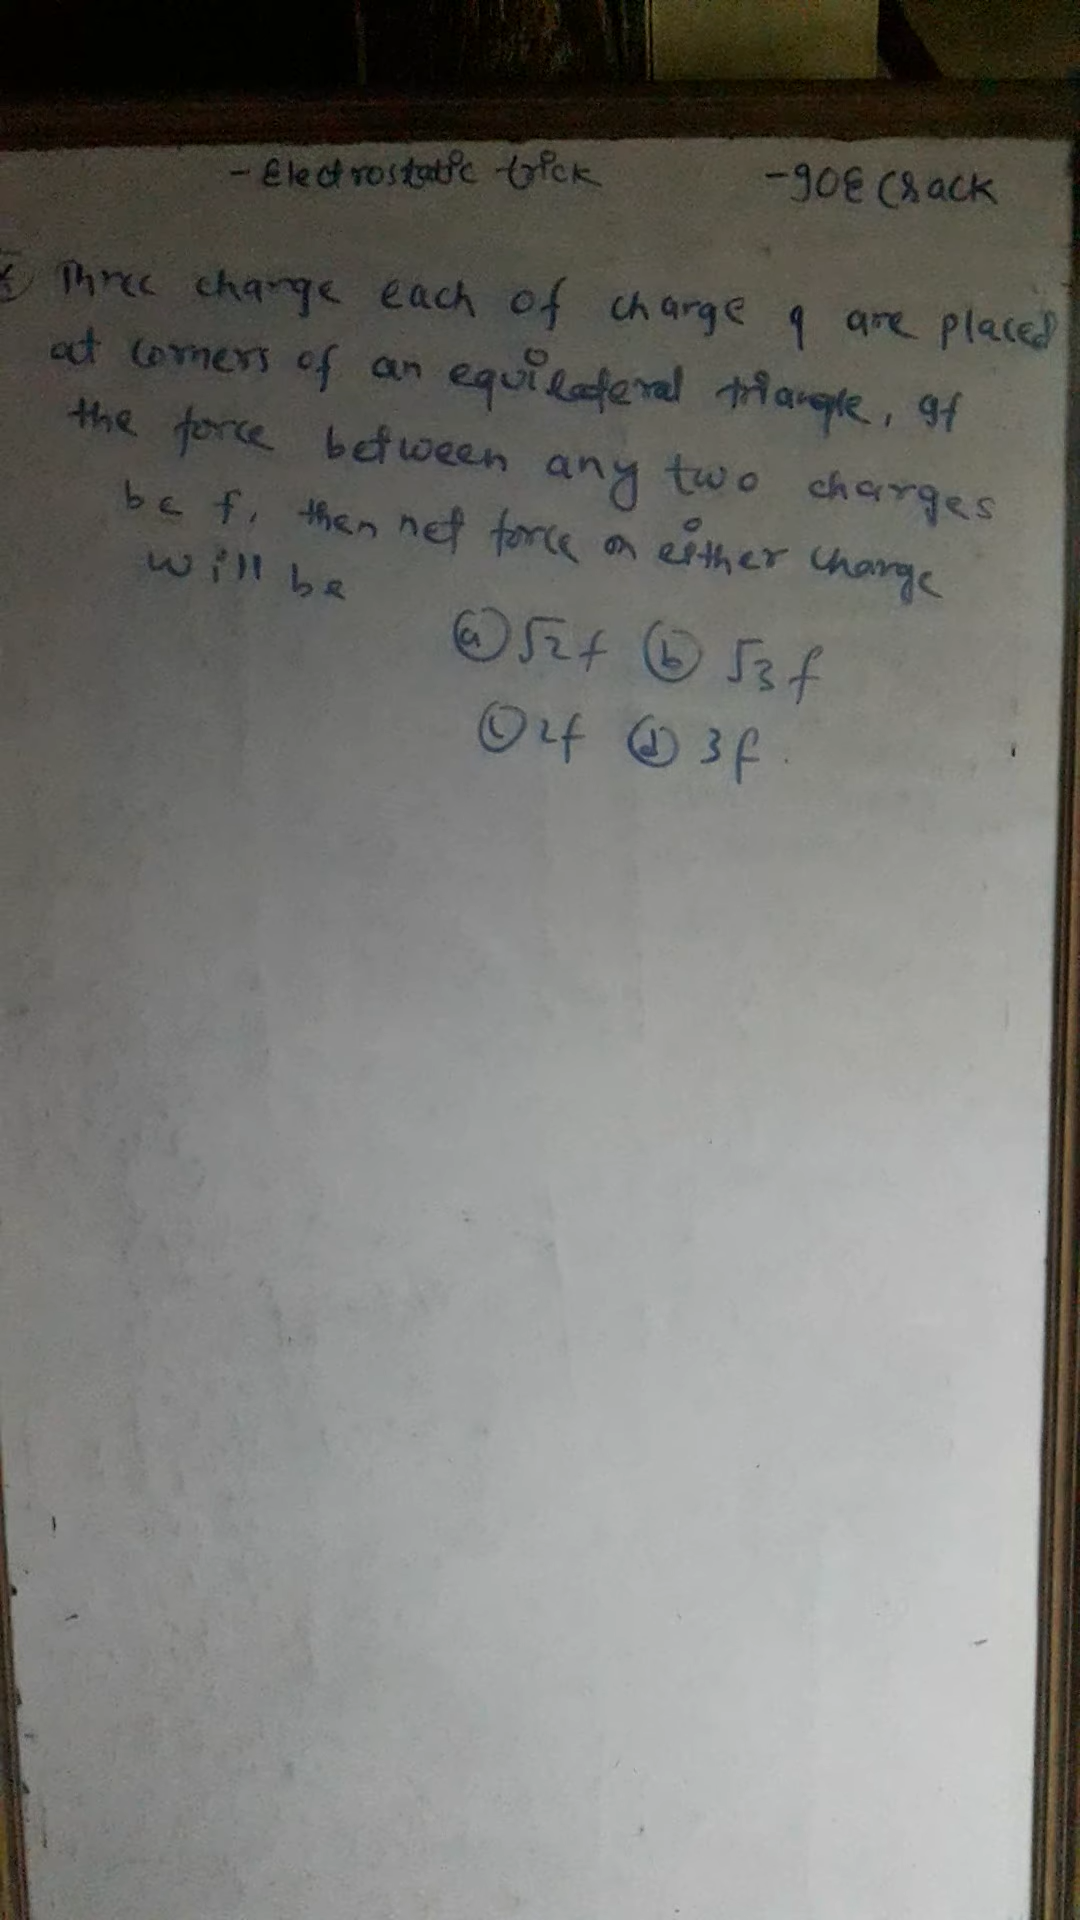 -Electrostatic trick -JOE Crack
Three charge each of charge q are placed
at corners of an equilateral triangle, If
the force between any two charges
be f, then net force on either charge
will be
(a) √2f (b) √3f
(c) 2f (d) 3f.